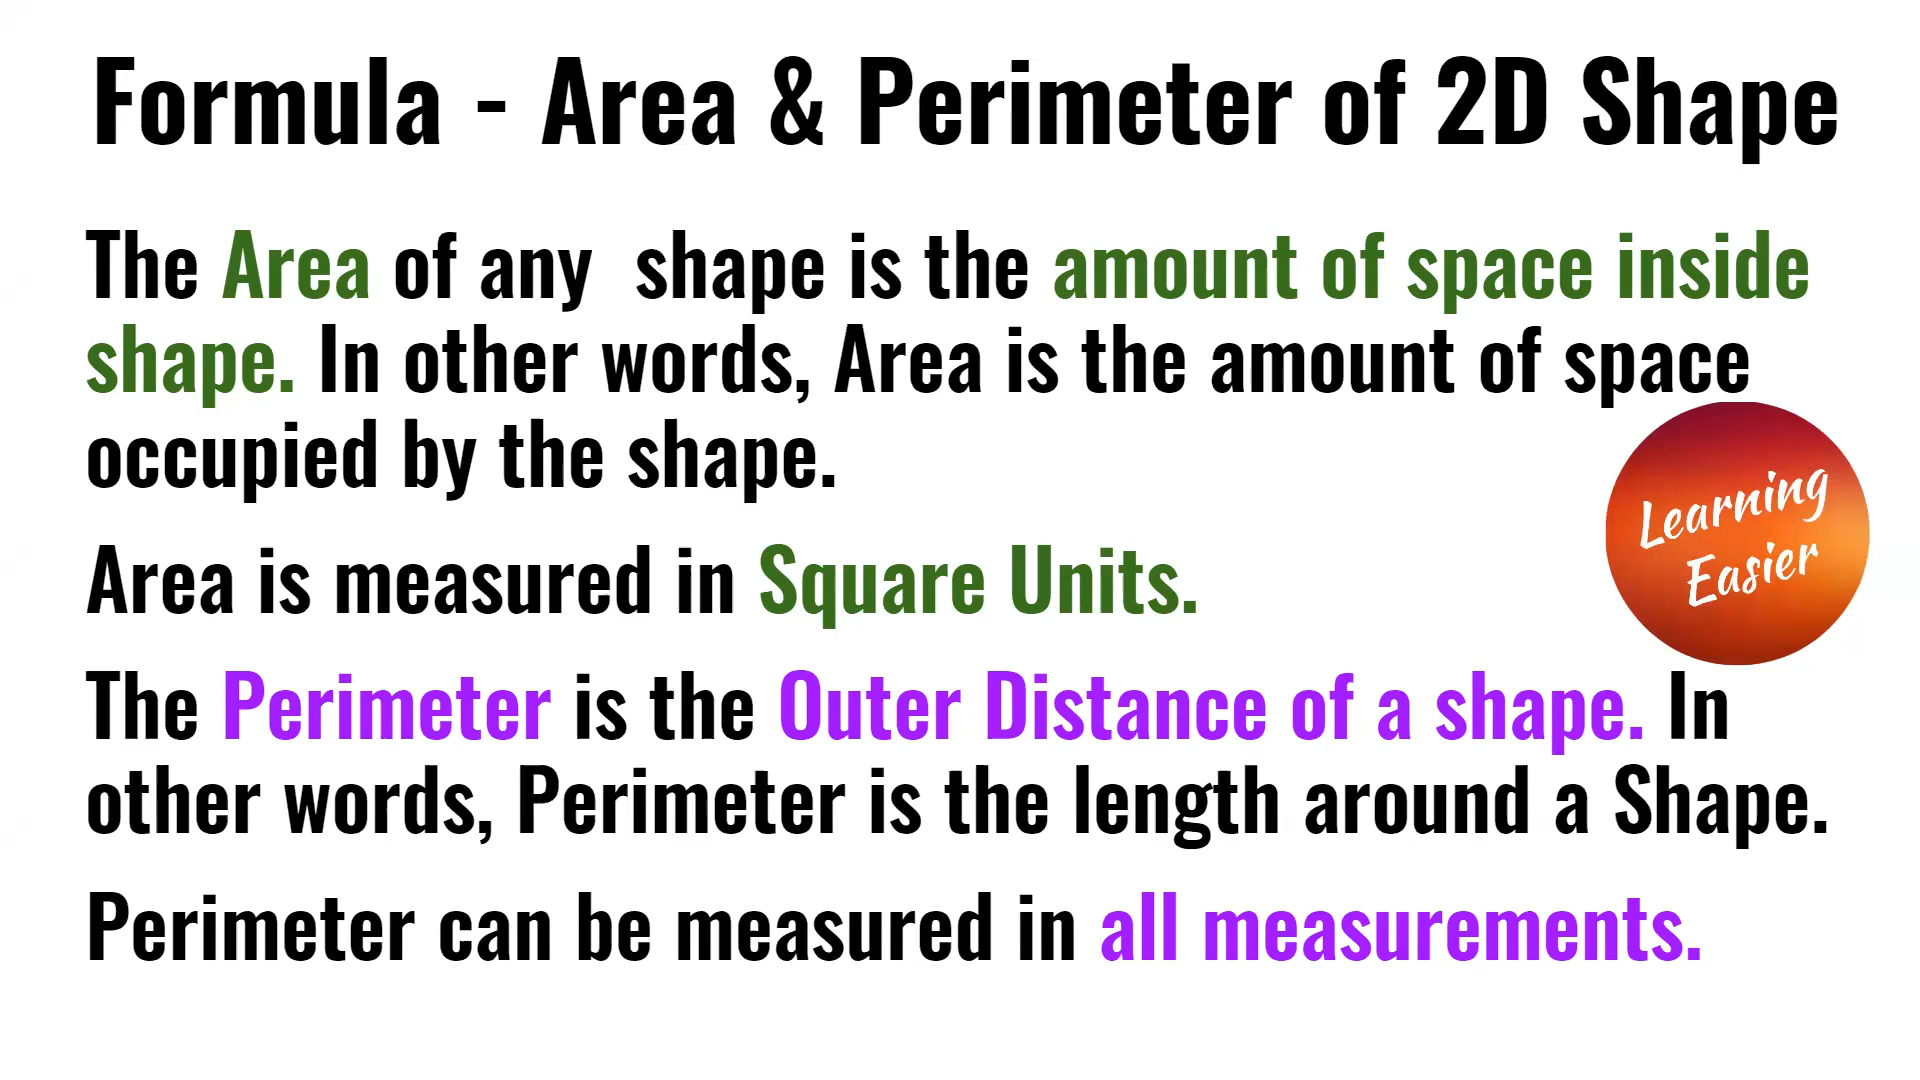 Formula - Area & Perimeter of 2D Shape
The Area of any shape is the amount of space inside
shape. In other words, Area is the amount of space
occupied by the shape.
Learning
Easier
Area is measured in Square Units.
The Perimeter is the Outer Distance of a shape. In
other words, Perimeter is the length around a Shape.
Perimeter can be measured in all measurements.